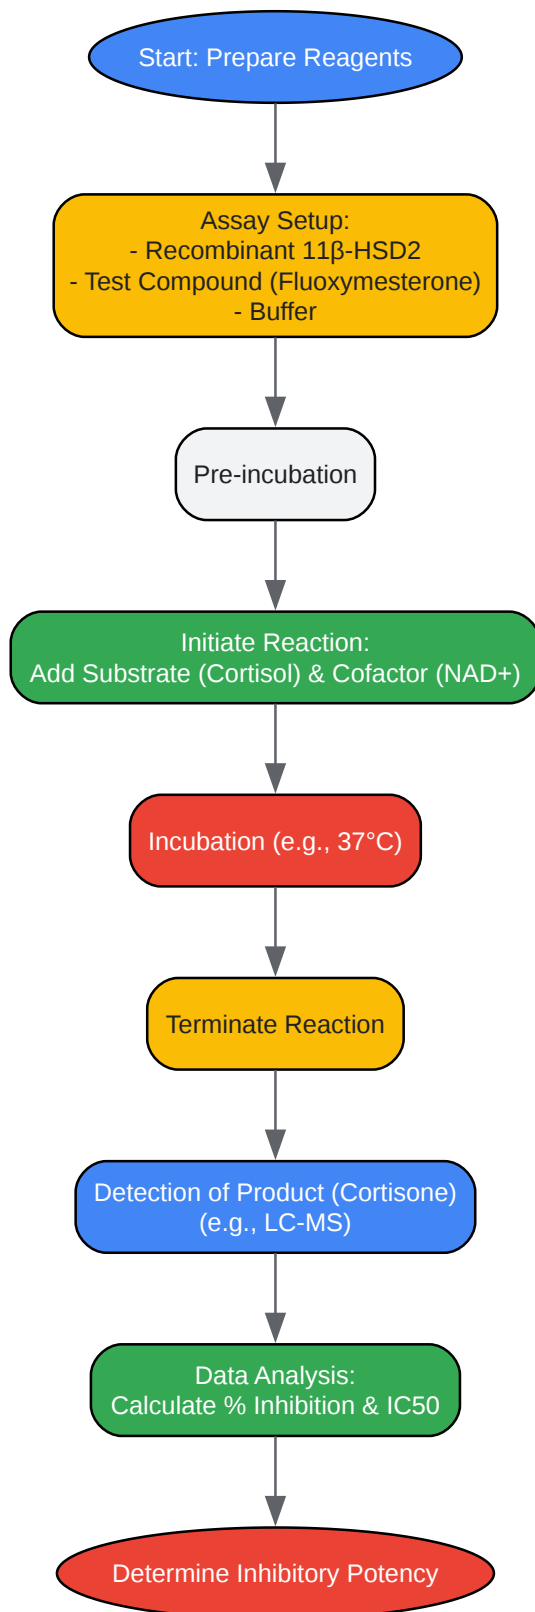 Start: Prepare Reagents
Assay Setup:
- Recombinant 11β-HSD2
- Test Compound (Fluoxymesterone)
- Buffer
Pre-incubation
Initiate Reaction:
Add Substrate (Cortisol) & Cofactor (NAD+)
Incubation (e.g., 37°C)
Terminate Reaction
Detection of Product (Cortisone)
(e.g., LC-MS)
Data Analysis:
Calculate % Inhibition & IC50
Determine Inhibitory Potency